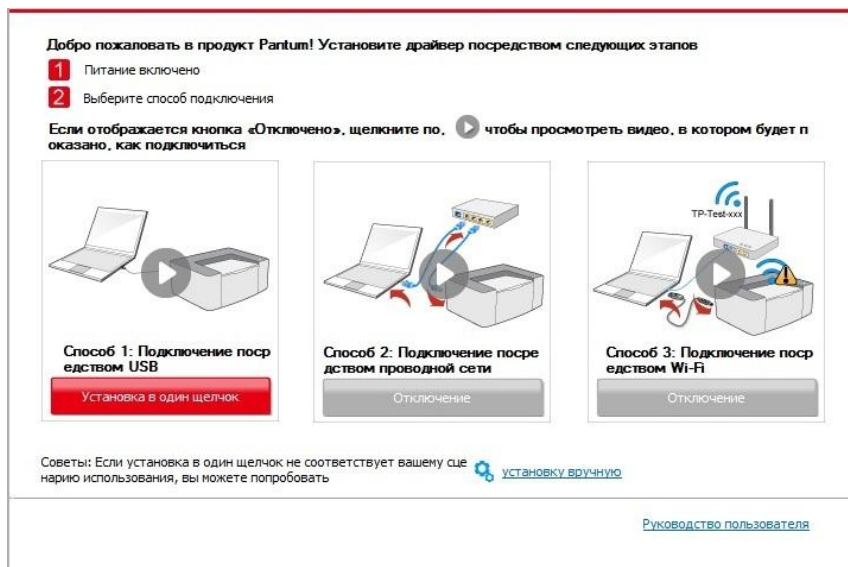 Добро пожаловать в продукт Pantum! Установите драйвер посредством следующих этапов
1 Питание включено
2 Выберите способ подключения
Если отображается кнопка «Отключено», щелкните по, чтобы просмотреть видео, в котором будет п
оказано, как подключиться
TP-Test-xxx
Способ 1: Подключение поср
едством USB
Установка в один щелчок
Способ 2: Подключение посре
дством проводной сети
Отключение
Способ 3: Подключение поср
едством Wi-Fi
Отключение
Советы: Если установка в один щелчок не соответствует вашему сце
нарию использования, вы можете попробовать
установку вручную
Руководство пользователя